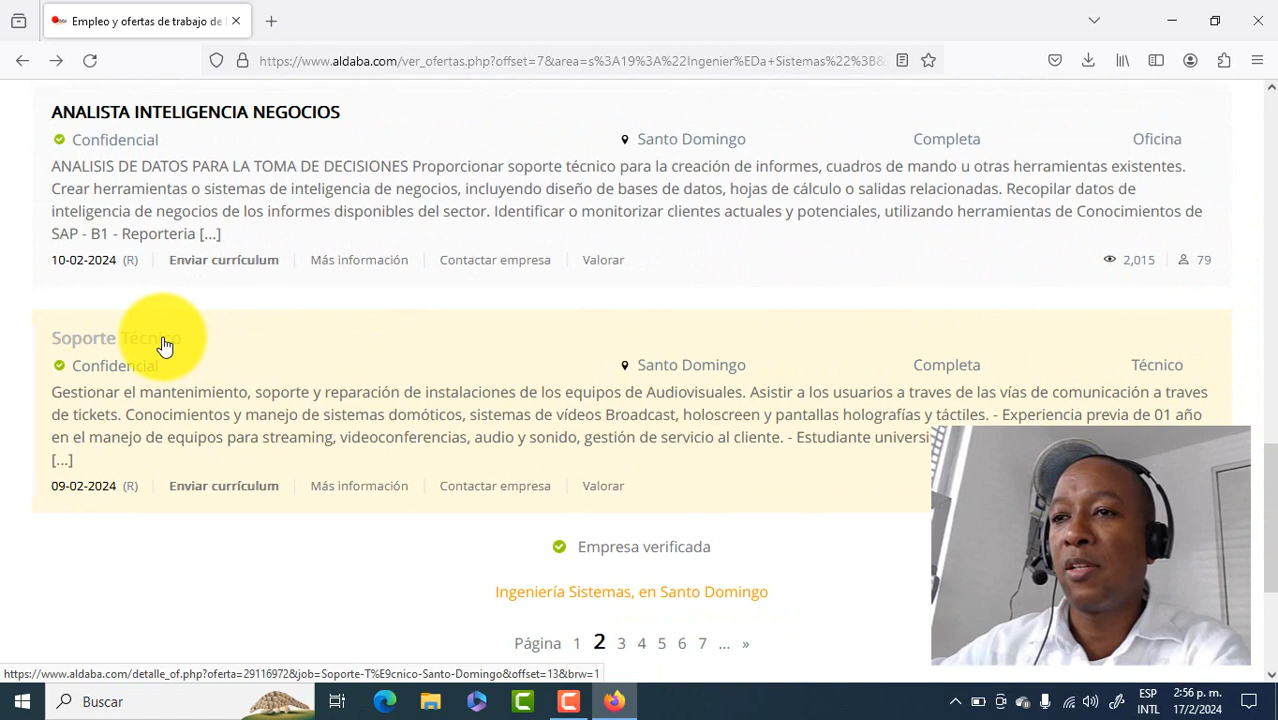 Empleo y ofertas de trabajo de
https://www.aldaba.com/ver_ofertas.php?offset=7&area=s%3A19%3A%22Ingenier%EDa+Sistemas%22%3B&
ANALISTA INTELIGENCIA NEGOCIOS
Confidencial Santo Domingo Completa Oficina
ANALISIS DE DATOS PARA LA TOMA DE DECISIONES Proporcionar soporte técnico para la creación de informes, cuadros de mando u otras herramientas existentes.
Crear herramientas o sistemas de inteligencia de negocios, incluyendo diseño de bases de datos, hojas de cálculo o salidas relacionadas. Recopilar datos de
inteligencia de negocios de los informes disponibles del sector. Identificar o monitorizar clientes actuales y potenciales, utilizando herramientas de Conocimientos de
SAP - B1 - Reporteria [...]
10-02-2024 (R) Enviar currículum Más información Contactar empresa Valorar 2,015 79
Soporte Técnico
Confidencial Santo Domingo Completa Técnico
Gestionar el mantenimiento, soporte y reparación de instalaciones de los equipos de Audiovisuales. Asistir a los usuarios a traves de las vías de comunicación a traves
de tickets. Conocimientos y manejo de sistemas domóticos, sistemas de vídeos Broadcast, holoscreen y pantallas holografías y táctiles. - Experiencia previa de 01 año
en el manejo de equipos para streaming, videoconferencias, audio y sonido, gestión de servicio al cliente. - Estudiante universi
[...]
09-02-2024 (R) Enviar currículum Más información Contactar empresa Valorar
Empresa verificada
Ingeniería Sistemas, en Santo Domingo
Página 1 2 3 4 5 6 7 ... »
https://www.aldaba.com/detalle_of.php?oferta=29116972&job=Soporte-T%E9cnico-Santo-Domingo&offset=13&brw=1
Buscar
ESP
INTL
2:56 p. m.
17/2/2024